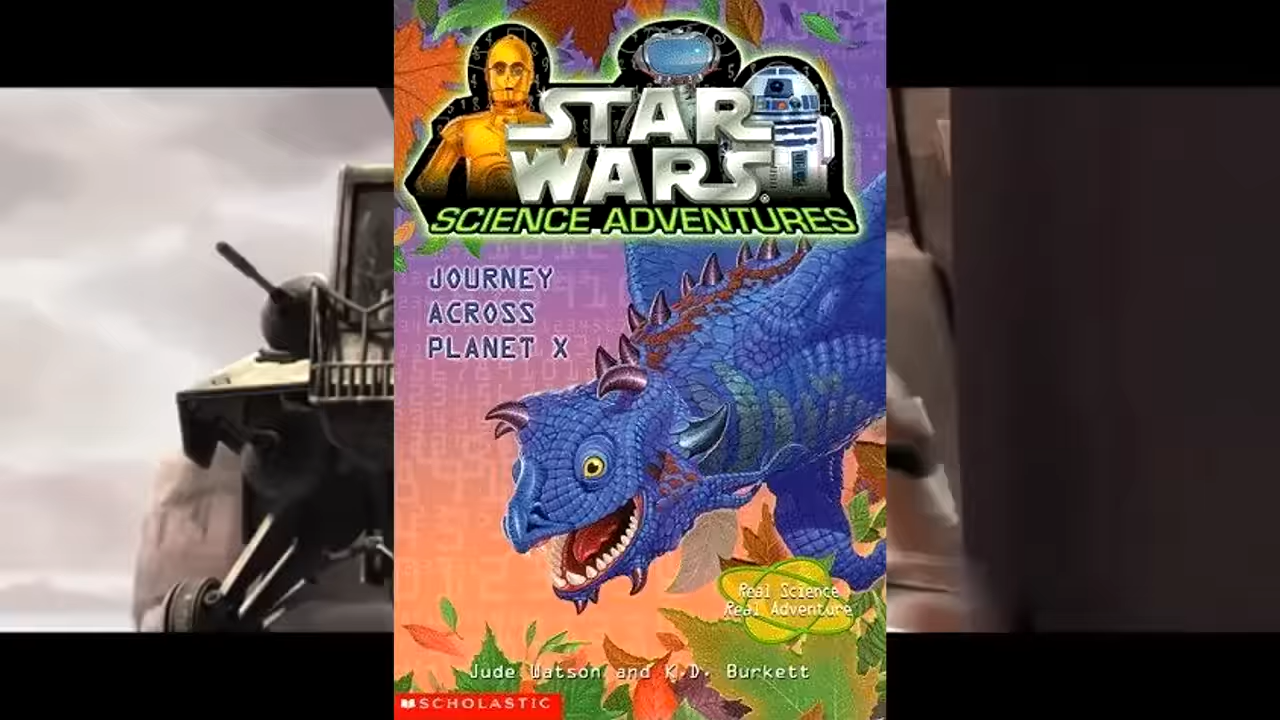 STAR
WARS®
SCIENCE ADVENTURES
JOURNEY
ACROSS
PLANET X
Real Science
Real Adventure
Jude Watson and K.D. Burkett
SCHOLASTIC